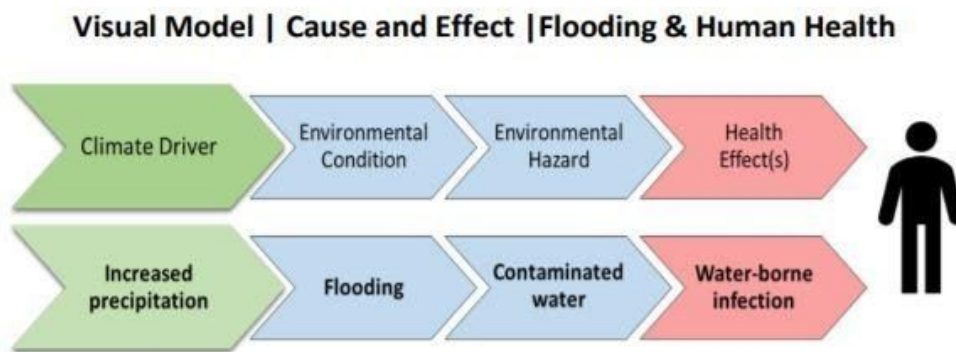 Visual Model | Cause and Effect |Flooding & Human Health
Climate Driver
Environmental
Condition
Environmental
Hazard
Health
Effect(s)
Increased
precipitation
Flooding
Contaminated
water
Water-borne
infection